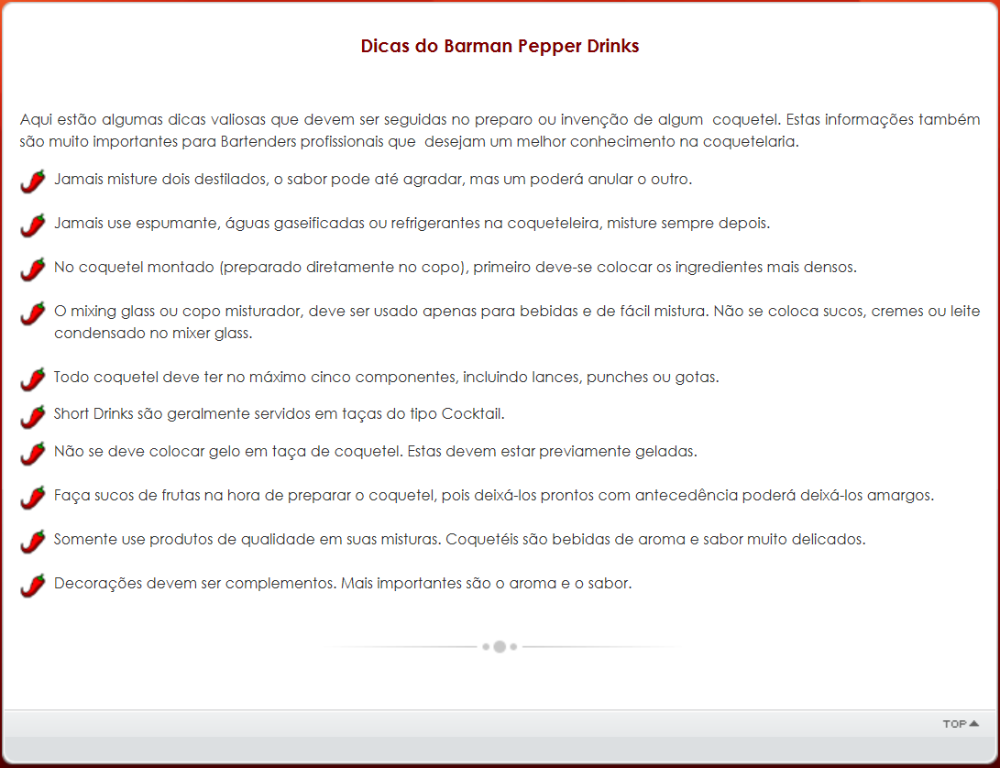 Dicas do Barman Pepper Drinks
Aqui estão algumas dicas valiosas que devem ser seguidas no preparo ou invenção de algum coquetel. Estas informações também
são muito importantes para Bartenders profissionais que desejam um melhor conhecimento na coquetelaria.
Jamais misture dois destilados, o sabor pode até agradar, mas um poderá anular o outro.
Jamais use espumante, águas gaseificadas ou refrigerantes na coqueteleira, misture sempre depois.
No coquetel montado (preparado diretamente no copo), primeiro deve-se colocar os ingredientes mais densos.
O mixing glass ou copo misturador, deve ser usado apenas para bebidas e de fácil mistura. Não se coloca sucos, cremes ou leite
condensado no mixer glass.
Todo coquetel deve ter no máximo cinco componentes, incluindo lances, punches ou gotas.
Short Drinks são geralmente servidos em taças do tipo Cocktail.
Não se deve colocar gelo em taça de coquetel. Estas devem estar previamente geladas.
Faça sucos de frutas na hora de preparar o coquetel, pois deixá-los prontos com antecedência poderá deixá-los amargos.
Somente use produtos de qualidade em suas misturas. Coquetéis são bebidas de aroma e sabor muito delicados.
Decorações devem ser complementos. Mais importantes são o aroma e o sabor.
TOP